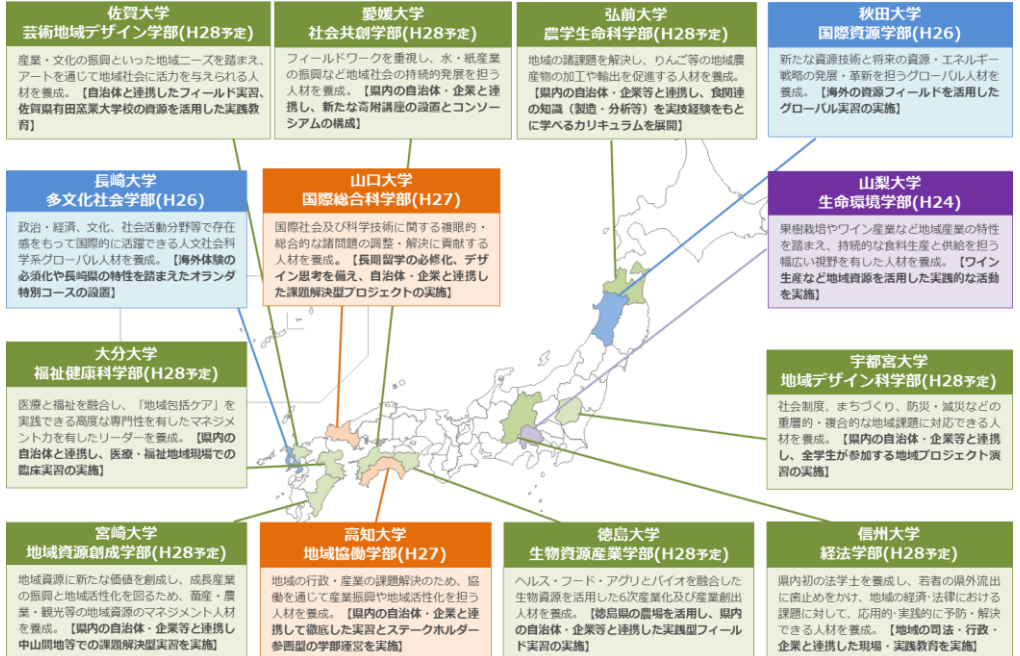 佐賀大学
芸術地域デザイン学部(H28予定)
産業・文化の振興といった地域ニーズを踏まえ、
アートを通じて地域社会に活力を与えられる人
材を養成。【自治体と連携したフィールド実習、
佐賀県有田窯業大学校の資源を活用した実践教
育】
愛媛大学
社会共創学部(H28予定)
フィールドワークを重視し、水・紙産業
の振興など地域社会の持続的発展を担う
人材を養成。【県内の自治体・企業と連
携し、新たな寄附講座の設置とコンソー
シアムの構成】
弘前大学
農学生命科学部(H28予定)
地域の諸課題を解決し、りんご等の地域農
産物の加工や輸出を促進する人材を養成。
【県内の自治体・企業等と連携し、食関連
の知識（製造・分析等）を実技経験をもと
に学べるカリキュラムを展開】
秋田大学
国際資源学部(H26)
新たな資源技術と将来の資源・エネルギー
戦略の発展・革新を担うグローバル人材を
養成。【海外の資源フィールドを活用した
グローバル実習の実施】
長崎大学
多文化社会学部(H26)
政治・経済、文化、社会活動分野等で存在
感をもって国際的に活躍できる人文社会科
学系グローバル人材を養成。【海外体験の
必須化や長崎県の特性を踏まえたオランダ
特別コースの設置】
山口大学
国際総合科学部(H27)
国際社会及び科学技術に関する複眼的・
総合的な諸問題の調整・解決に貢献する
人材を養成。【長期留学の必修化、デザ
イン思考を備え、自治体・企業と連携し
た課題解決型プロジェクトの実施】
山梨大学
生命環境学部(H24)
果樹栽培やワイン産業など地域産業の特性
を踏まえ、持続的な食料生産と供給を担う
幅広い視野を有した人材を養成。【ワイン
生産など地域資源を活用した実践的な活動
を実施】
大分大学
福祉健康科学部(H28予定)
医療と福祉を融合し、「地域包括ケア」を
実践できる高度な専門性を有したマネジメン
ト力を有したリーダーを養成。【県内の
自治体と連携し、医療・福祉地域現場での
臨床実習の実施】
宇都宮大学
地域デザイン科学部(H28予定)
社会制度、まちづくり、防災・減災などの
重層的・複合的な地域課題に対応できる人
材を養成。【県内の自治体・企業等と連携
し、全学生が参加する地域プロジェクト演
習の実施】
宮崎大学
地域資源創成学部(H28予定)
地域資源に新たな価値を創成し、成長産業
の振興と地域活性化を図るため、畜産・農
業・観光等の地域資源のマネジメント人材
を養成。【県内の自治体・企業等と連携し
中山間地等での課題解決型実習を実施】
高知大学
地域協働学部(H27)
地域の行政・産業の課題解決のため、協
働を通じて産業振興や地域活性化を担う
人材を養成。【県内の自治体・企業と連
携して徹底した実習とステークホルダー
参画型の学部運営を実施】
徳島大学
生物資源産業学部(H28予定)
ヘルス・フード・アグリとバイオを融合した
生物資源を活用した6次産業化及び産業創出
人材を養成。【徳島県の農場を活用し、県内
の自治体・企業等と連携した実践型フィー
ルド実習の実施】
信州大学
経法学部(H28予定)
県内初の法学士を養成し、若者の県外流出
に歯止めをかけ、地域の経済・法律における
課題に対して、応用的・実践的に予防・解決
できる人材を養成。【地域の司法・行政・
企業と連携した現場・実践教育を実施】